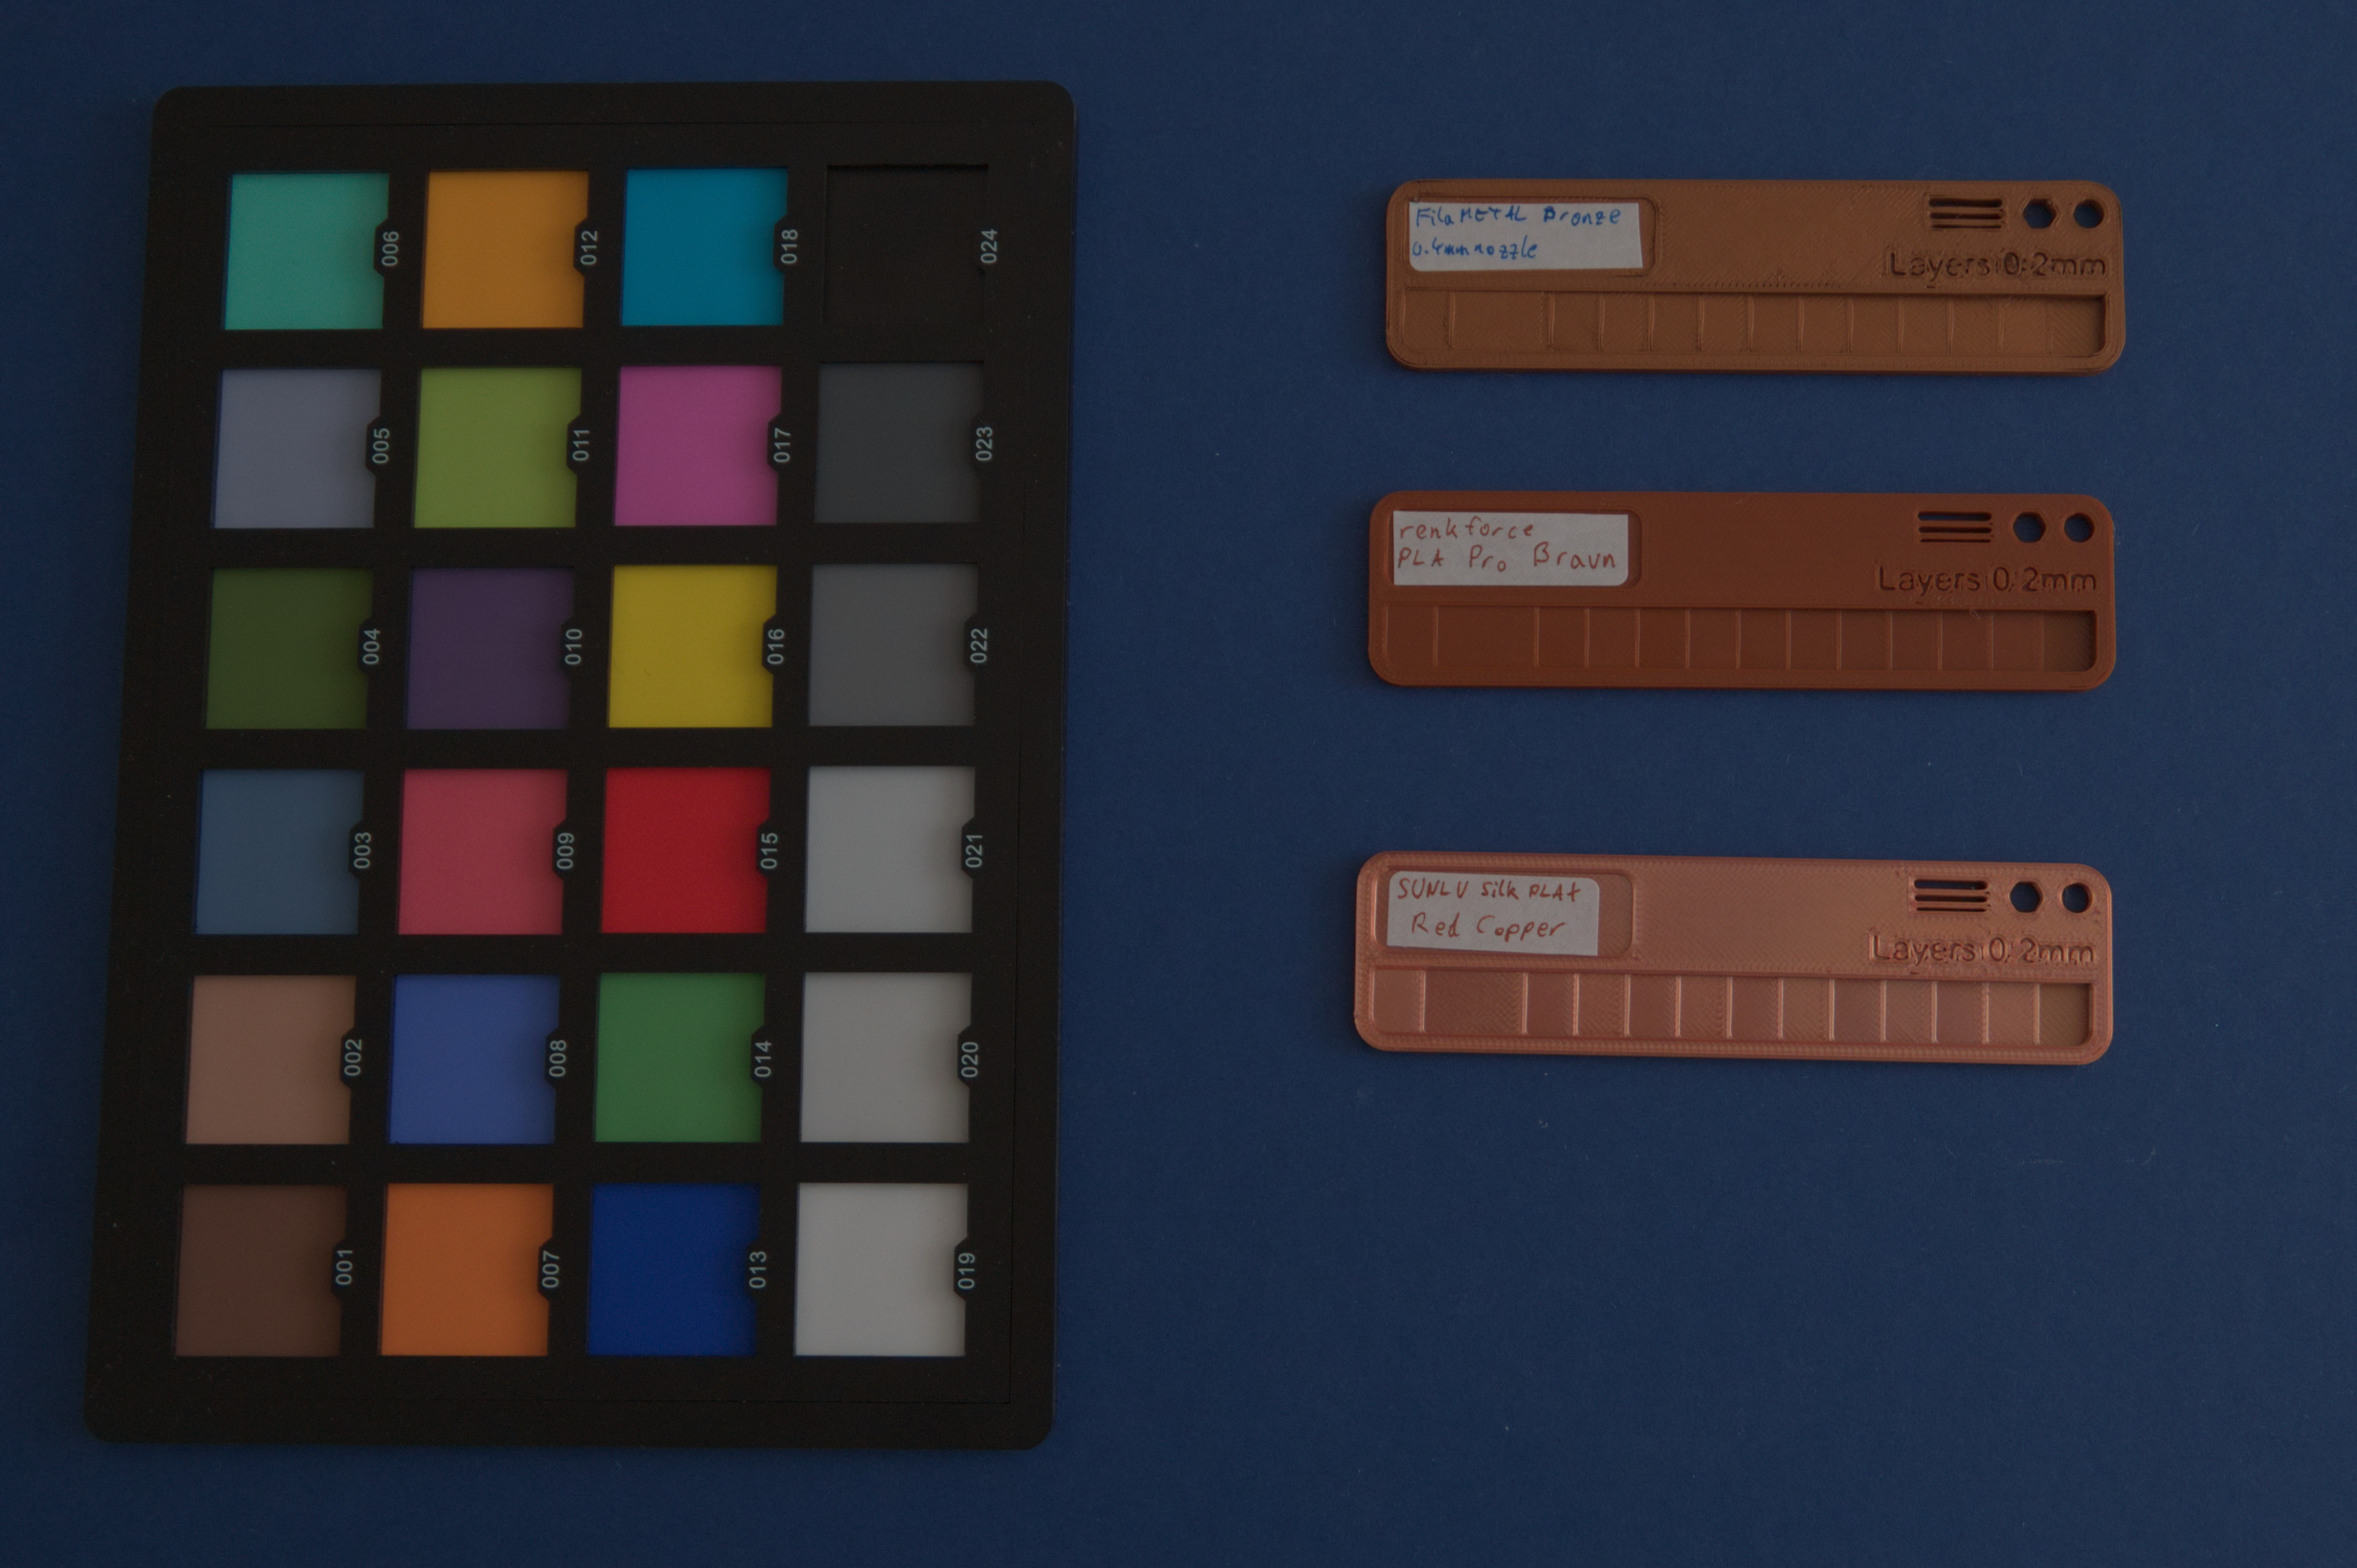 006 012 018 024
005 011 017 023
004 010 016 022
003 009 015 021
002 008 014 020
001 007 013 019
FilaMETAL Bronze
0.4mm nozzle
Layers 0.2mm
renkforce
PLA Pro Braun
Layers 0.2mm
SUNLU Silk PLA+
Red Copper
Layers 0.2mm